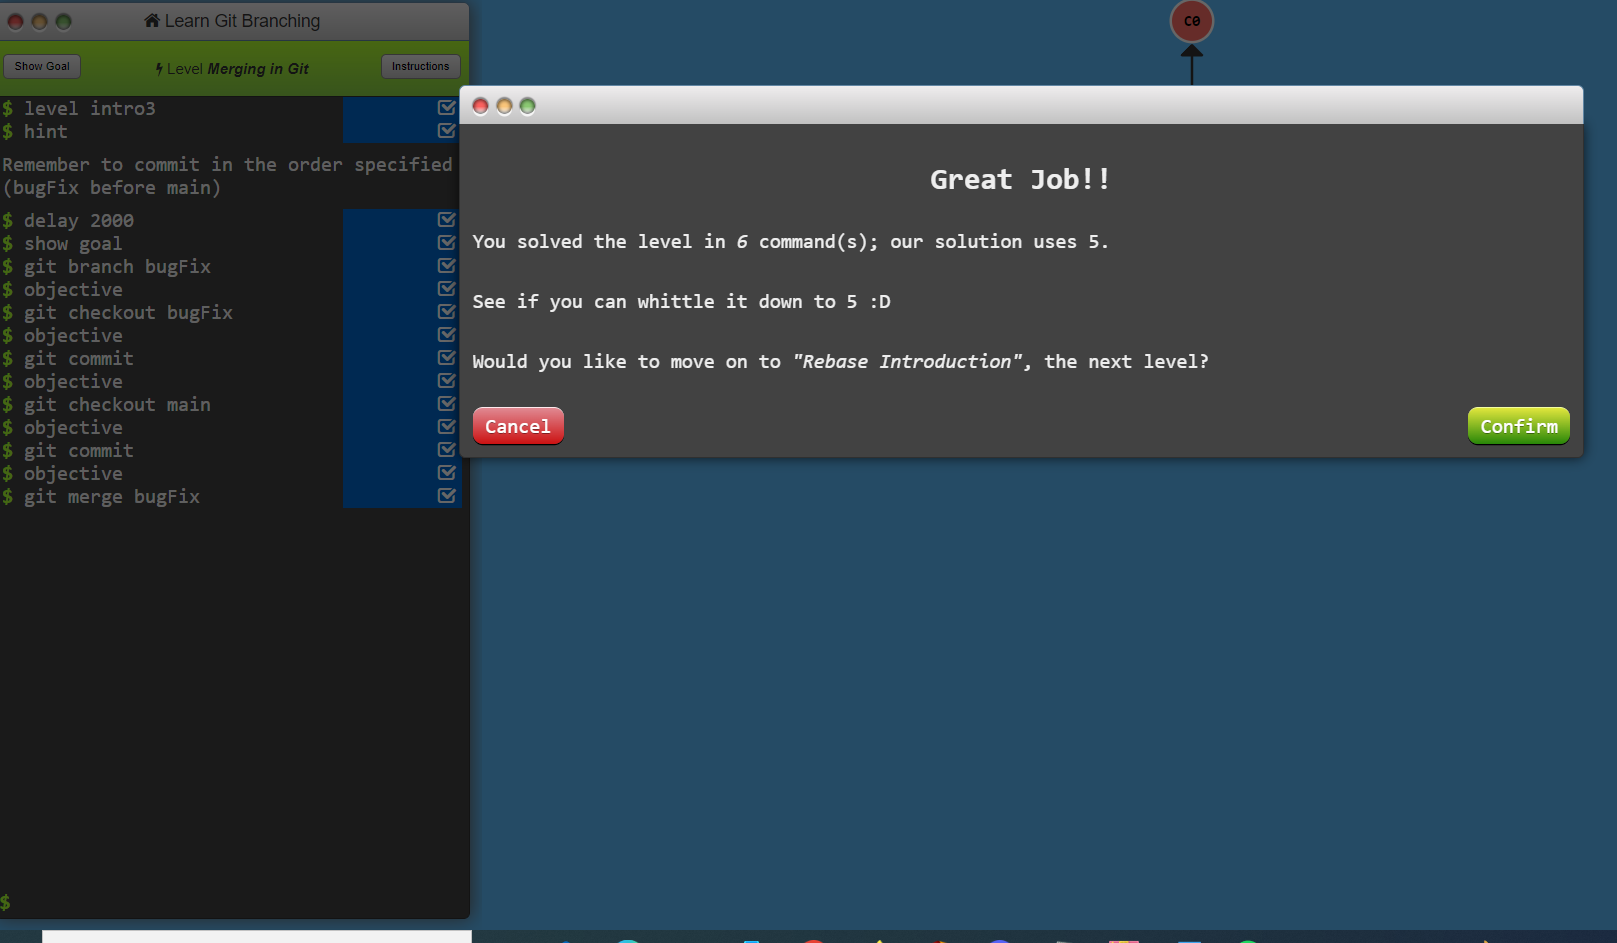 Learn Git Branching
Show Goal
Level Merging in Git
Instructions
$ level intro3
$ hint
Remember to commit in the order specified
(bugFix before main)
$ delay 2000
$ show goal
$ git branch bugFix
$ objective
$ git checkout bugFix
$ objective
$ git commit
$ objective
$ git checkout main
$ objective
$ git commit
$ objective
$ git merge bugFix
$
C0
Great Job!!
You solved the level in 6 command(s); our solution uses 5.
See if you can whittle it down to 5 :D
Would you like to move on to "Rebase Introduction", the next level?
Cancel
Confirm